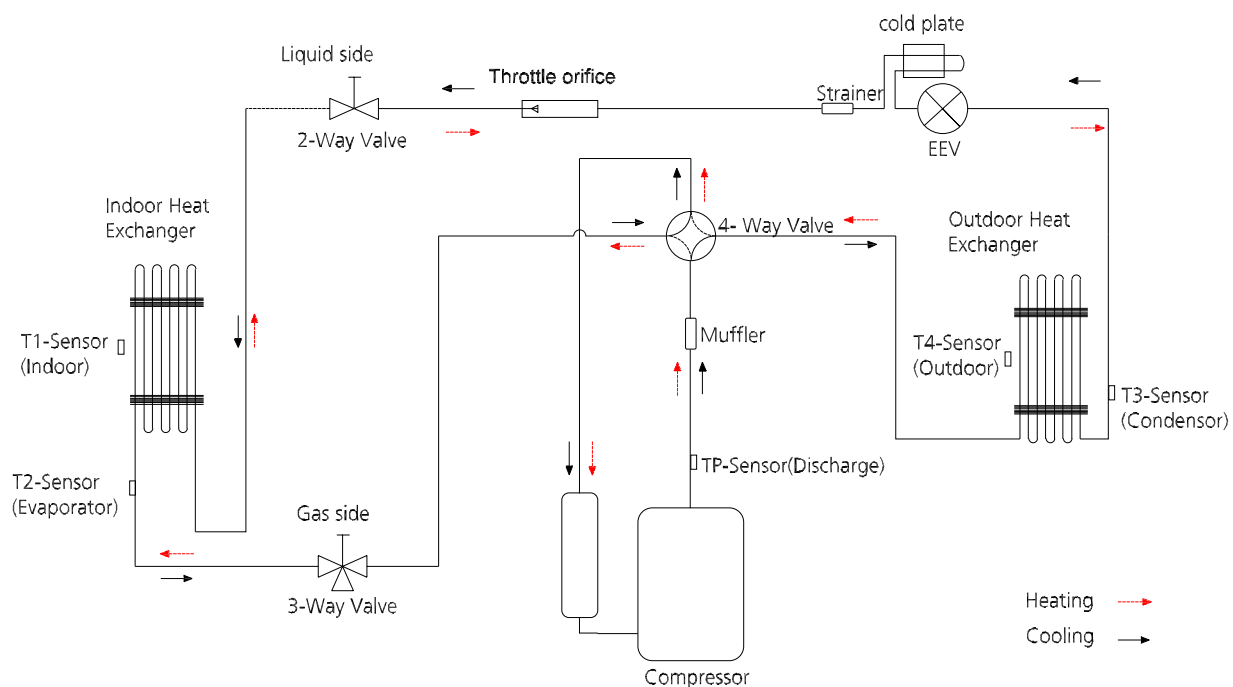 cold plate
Liquid side
Throttle orifice
Strainer
2-Way Valve
EEV
Indoor Heat
Exchanger
4- Way Valve
Outdoor Heat
Exchanger
T1-Sensor
(Indoor)
Muffler
T4-Sensor
(Outdoor)
T3-Sensor
(Condensor)
TP-Sensor(Discharge)
T2-Sensor
(Evaporator)
Gas side
3-Way Valve
Heating
Cooling
Compressor